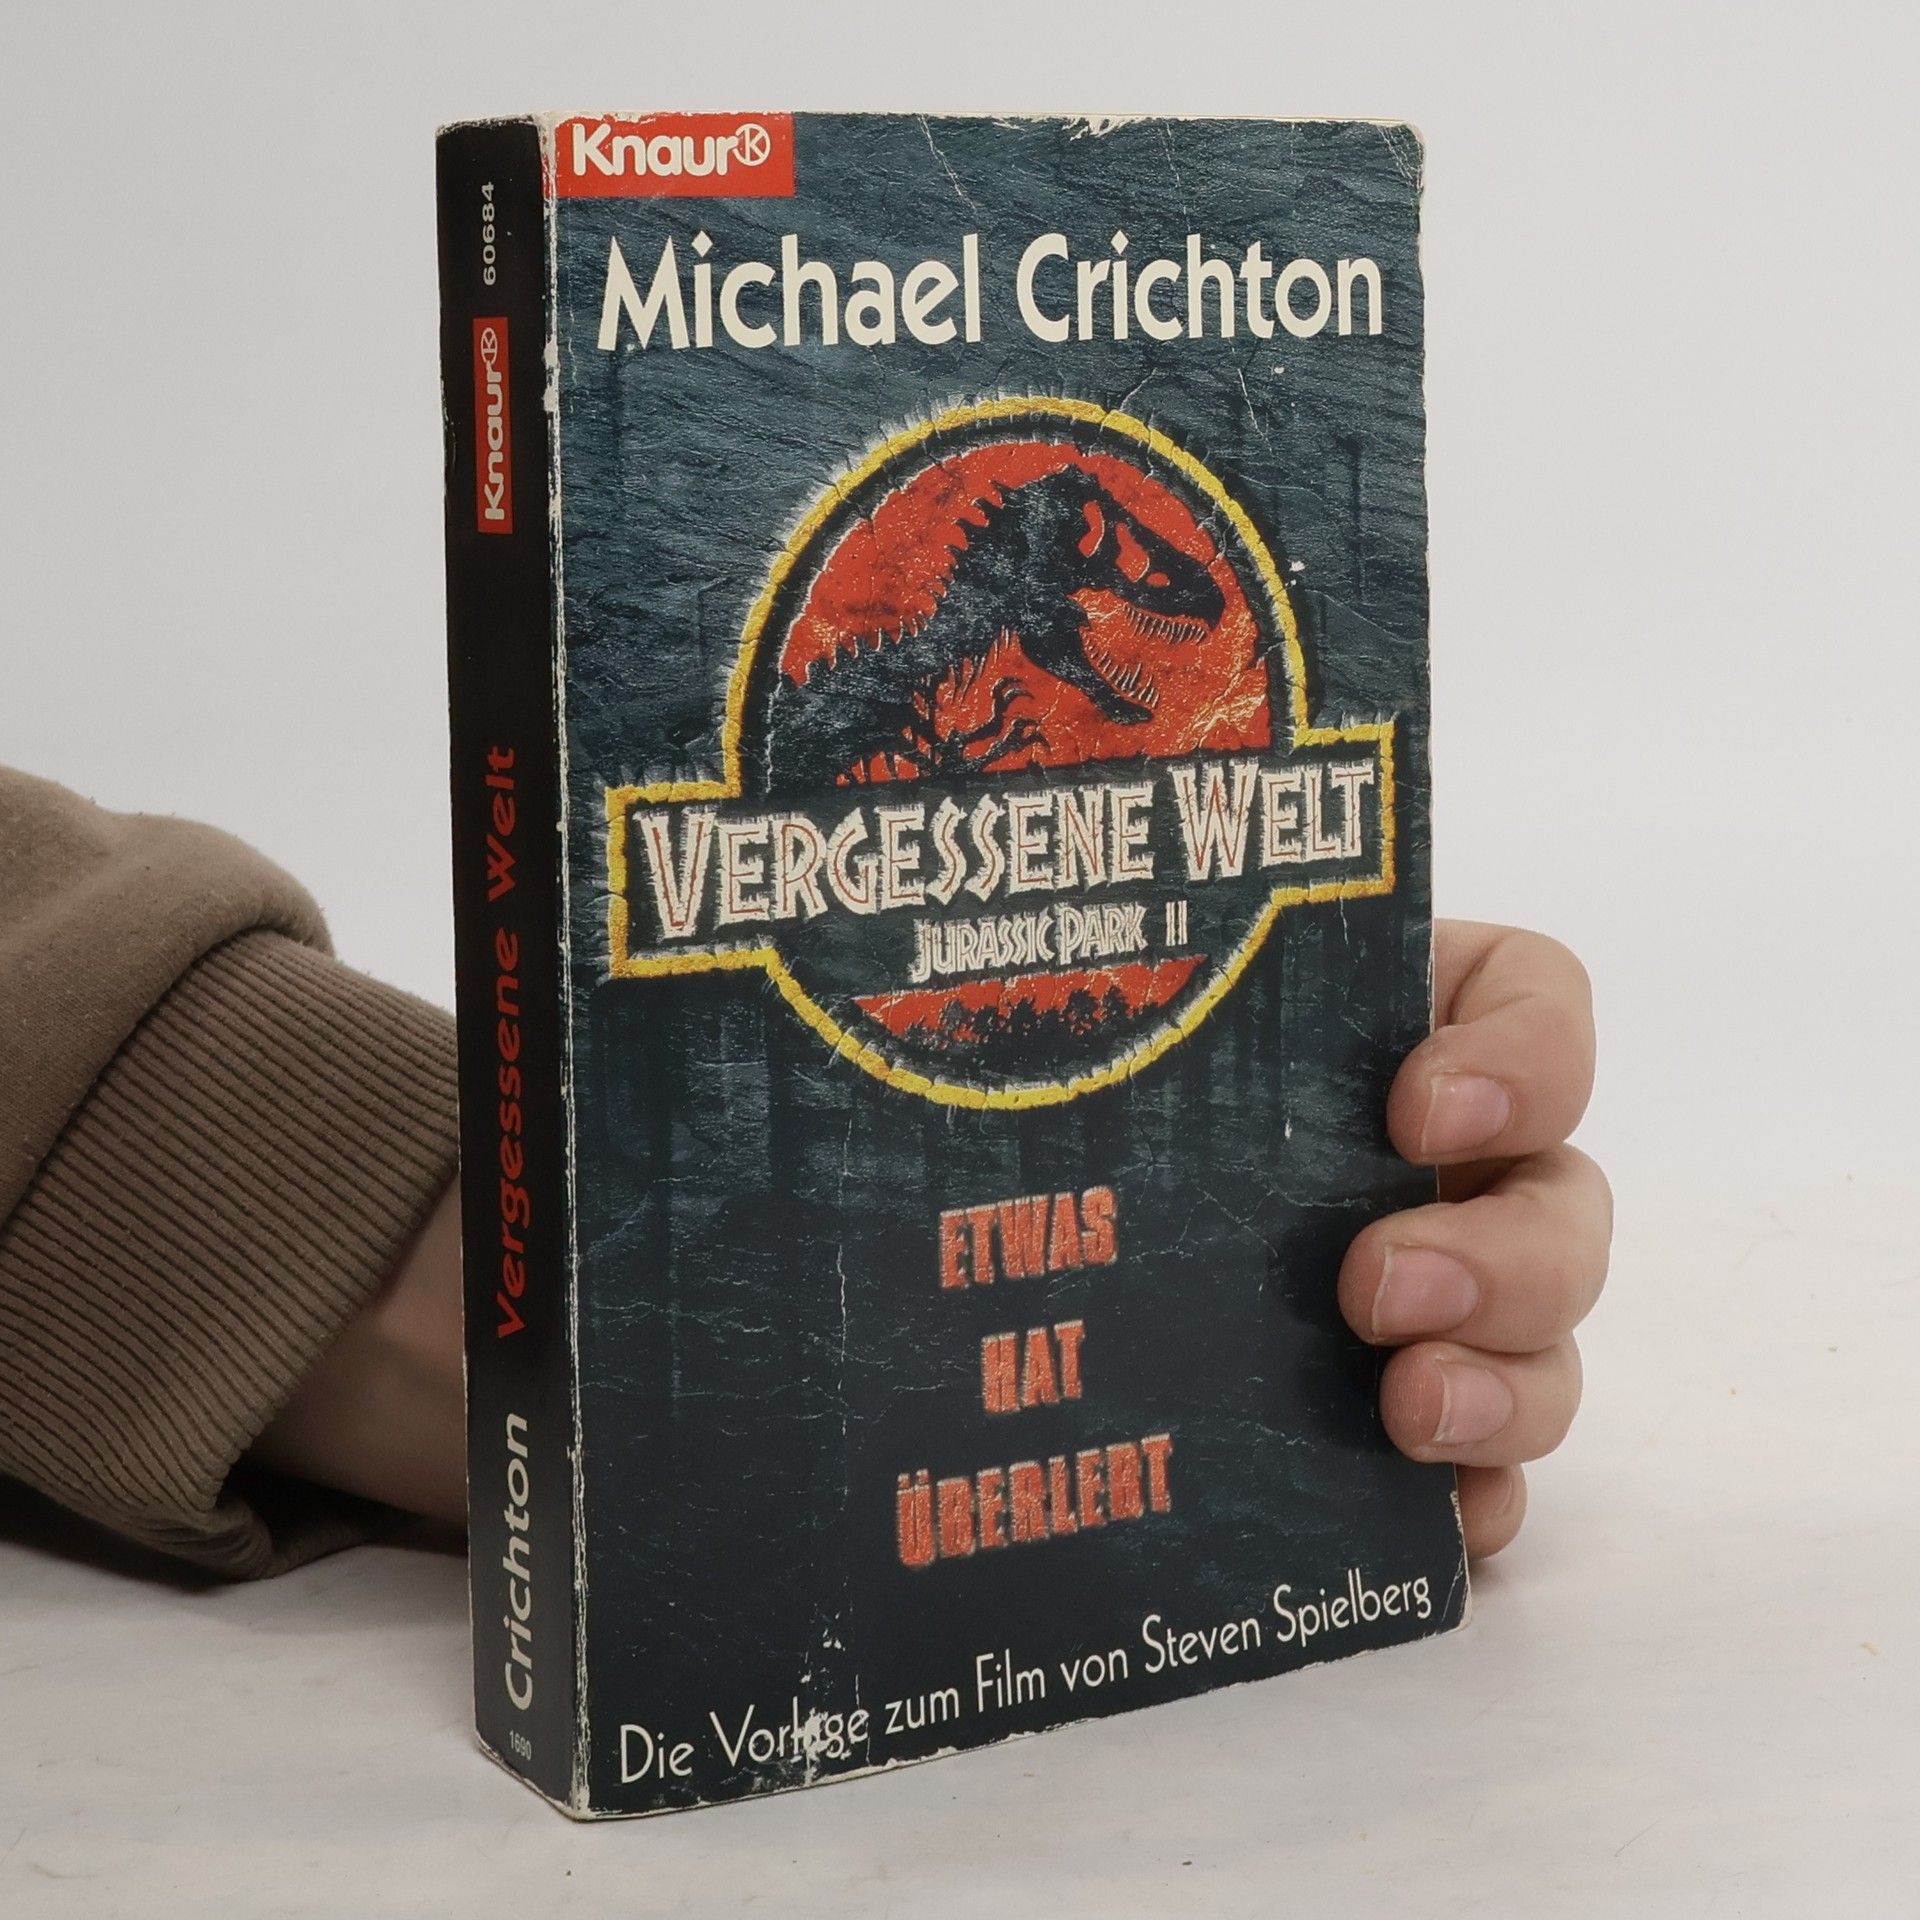 Knaur
Michael Crichton
VERGESSENE WELT
JURASSIC PARK II
ETWAS
HAT
ÜBERLEBT
Die Vorlage zum Film von Steven Spielberg
60684
Knaur
Vergessene Welt
Crichton
1690